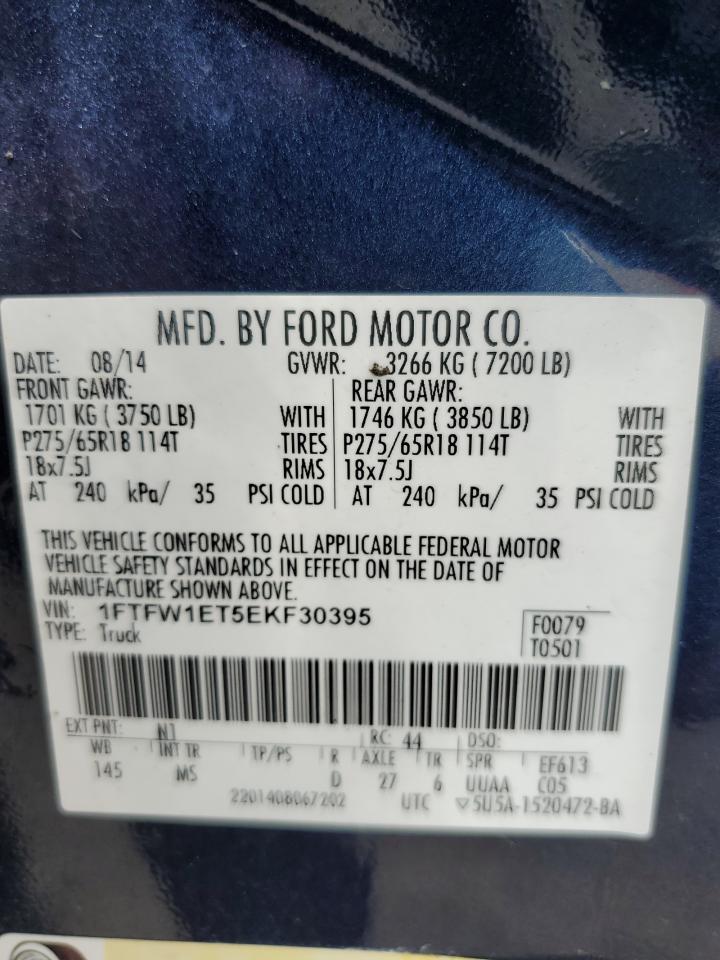 MFD. BY FORD MOTOR CO.
DATE: 08/14 GVWR: 3266 KG ( 7200 LB)
FRONT GAWR: REAR GAWR:
1701 KG ( 3750 LB) WITH 1746 KG ( 3850 LB) WITH
P275/65R18 114T TIRES P275/65R18 114T TIRES
18x7.5J RIMS 18x7.5J RIMS
AT 240 kPa/ 35 PSI COLD AT 240 kPa/ 35 PSI COLD
THIS VEHICLE CONFORMS TO ALL APPLICABLE FEDERAL MOTOR
VEHICLE SAFETY STANDARDS IN EFFECT ON THE DATE OF
MANUFACTURE SHOWN ABOVE.
VIN: 1FTFW1ET5EKF30395 F0079
TYPE: Truck T0501
EXT PNT: N1 RC: 44 DSO:
WB INT TR TP/PS R AXLE TR SPR EF613
145 MS D 27 6 UUAA C05
2201408067202 UTC ▽5U5A-1520472-BA